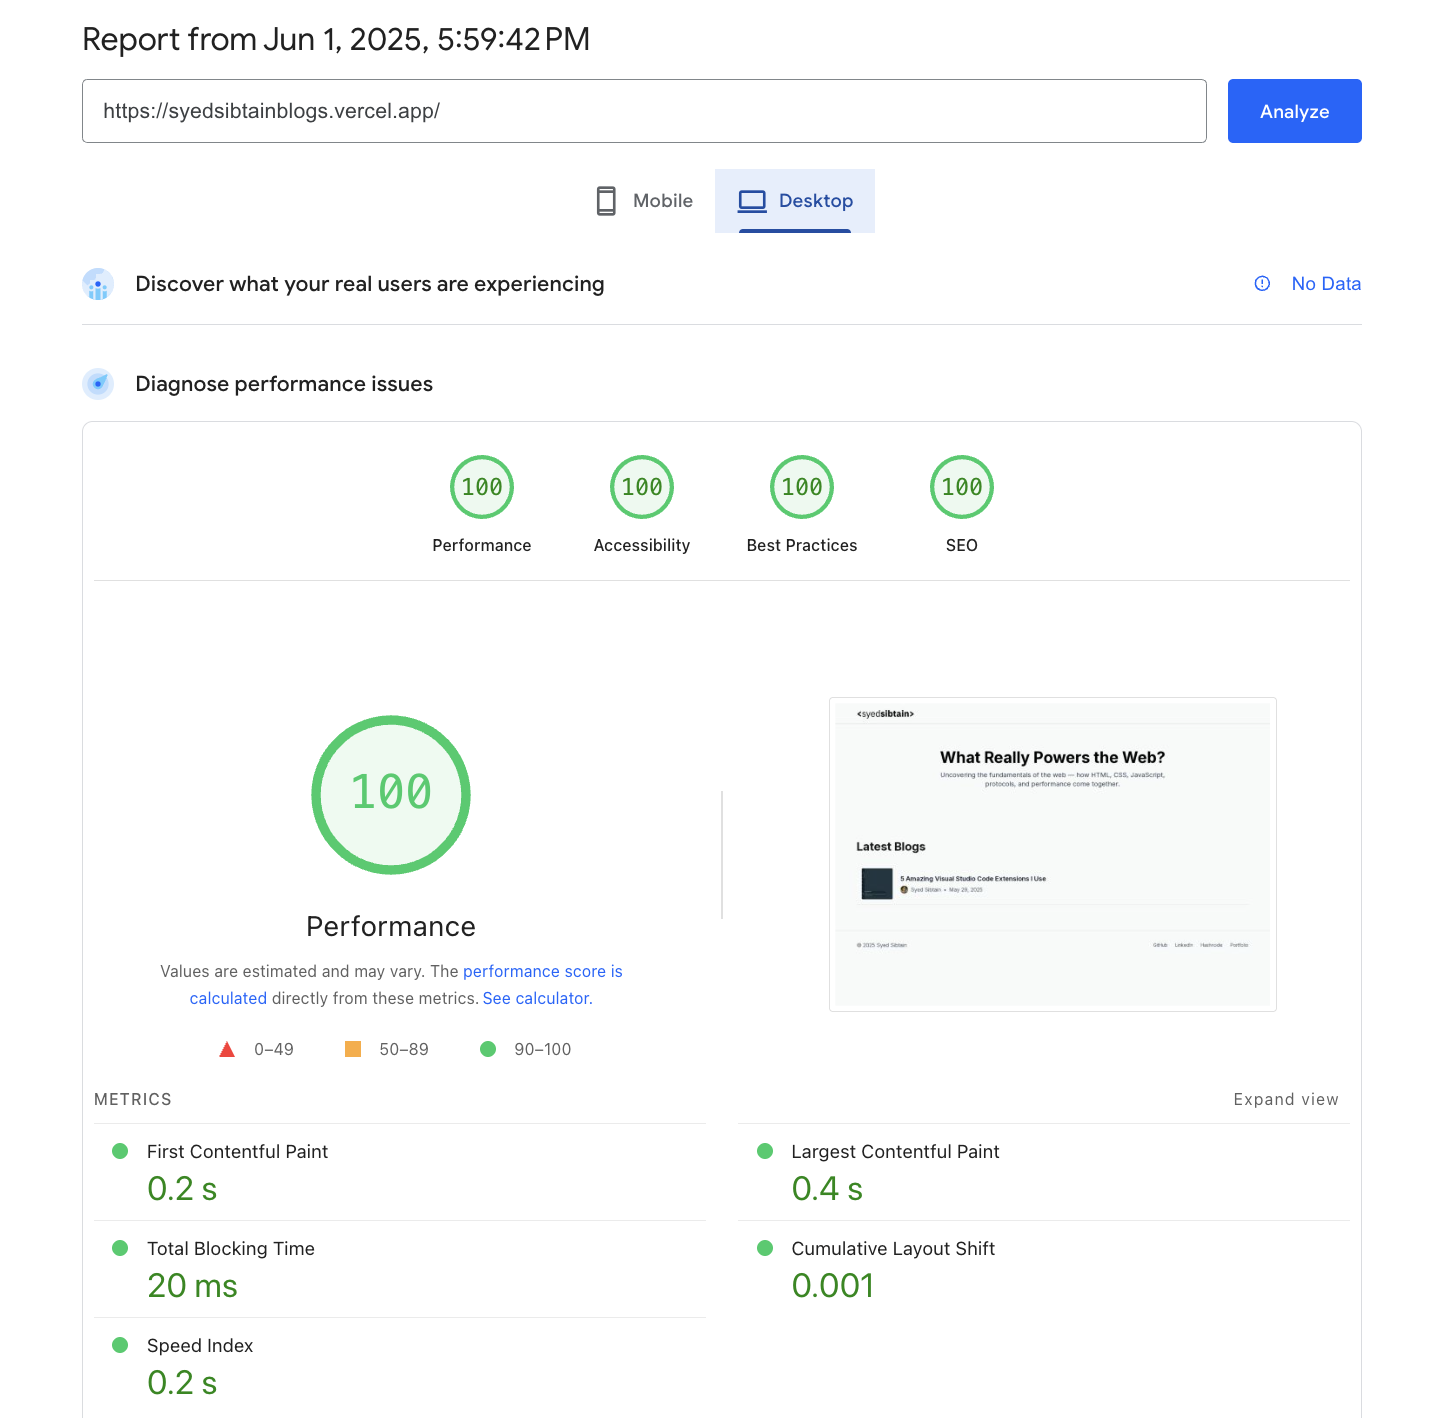 Report from Jun 1, 2025, 5:59:42 PM
https://syedsibtainblogs.vercel.app/
Analyze
Mobile
Desktop
Discover what your real users are experiencing
No Data
Diagnose performance issues
100
100
100
100
Performance
Accessibility
Best Practices
SEO
100
Performance
Values are estimated and may vary. The performance score is
calculated directly from these metrics. See calculator.
0–49
50–89
90–100
<syedsibtain>
What Really Powers the Web?
Uncovering the fundamentals of the web — how HTML, CSS, JavaScript,
protocols, and performance come together.
Latest Blogs
5 Amazing Visual Studio Code Extensions I Use
Syed Sibtain • May 28, 2025
© 2025 Syed Sibtain
GitHub
LinkedIn
Hashnode
Portfolio
METRICS
Expand view
First Contentful Paint
0.2 s
Largest Contentful Paint
0.4 s
Total Blocking Time
20 ms
Cumulative Layout Shift
0.001
Speed Index
0.2 s